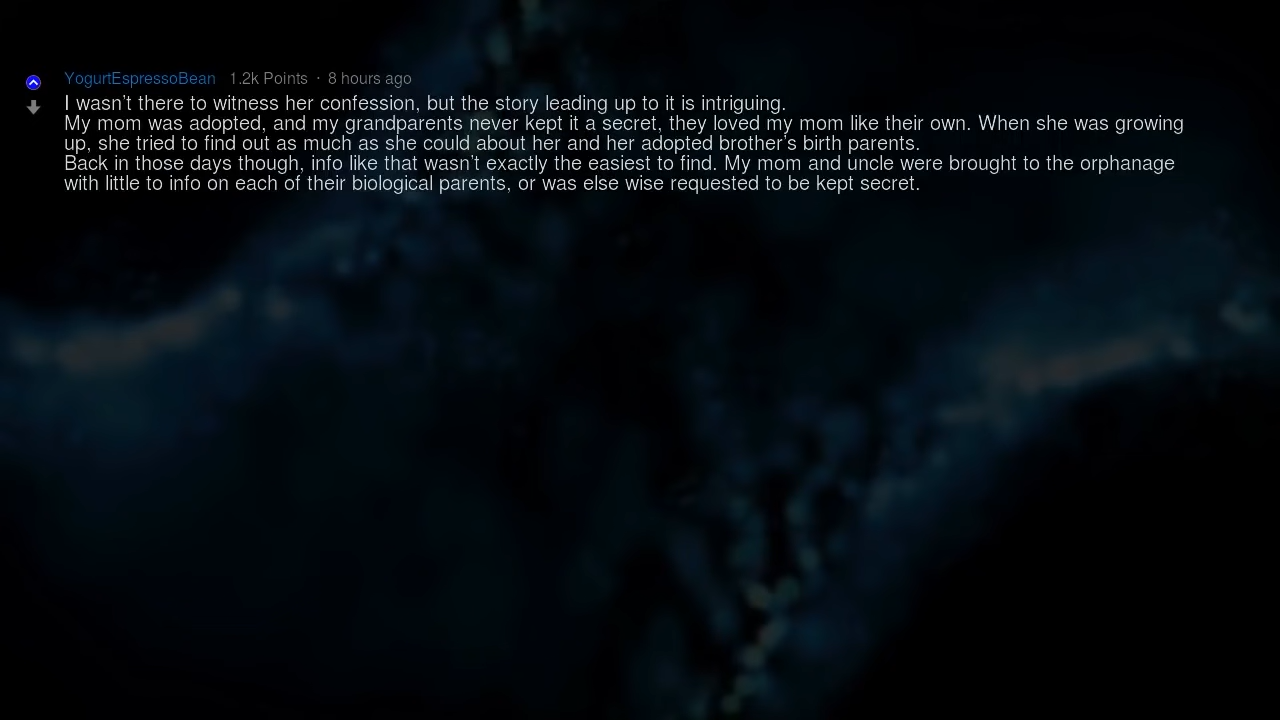 YogurtEspressoBean 1.2k Points · 8 hours ago
I wasn't there to witness her confession, but the story leading up to it is intriguing.
My mom was adopted, and my grandparents never kept it a secret, they loved my mom like their own. When she was growing
up, she tried to find out as much as she could about her and her adopted brother's birth parents.
Back in those days though, info like that wasn't exactly the easiest to find. My mom and uncle were brought to the orphanage
with little to info on each of their biological parents, or was else wise requested to be kept secret.